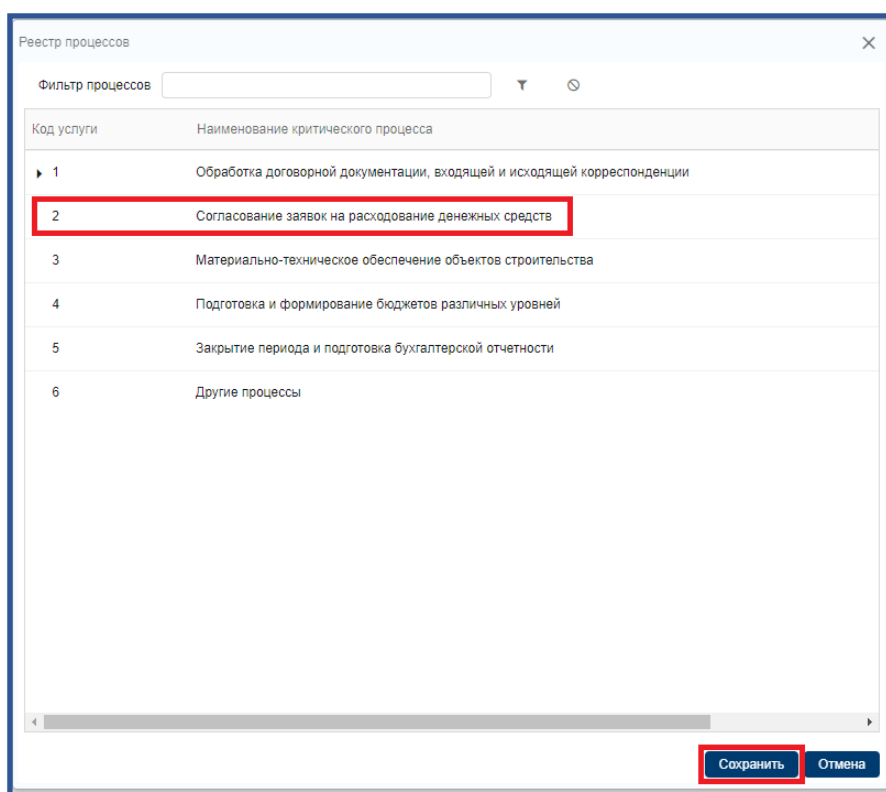 Реестр процессов
Фильтр процессов
Код услуги Наименование критического процесса
1 Обработка договорной документации, входящей и исходящей корреспонденции
2 Согласование заявок на расходование денежных средств
3 Материально-техническое обеспечение объектов строительства
4 Подготовка и формирование бюджетов различных уровней
5 Закрытие периода и подготовка бухгалтерской отчетности
6 Другие процессы
Сохранить Отмена